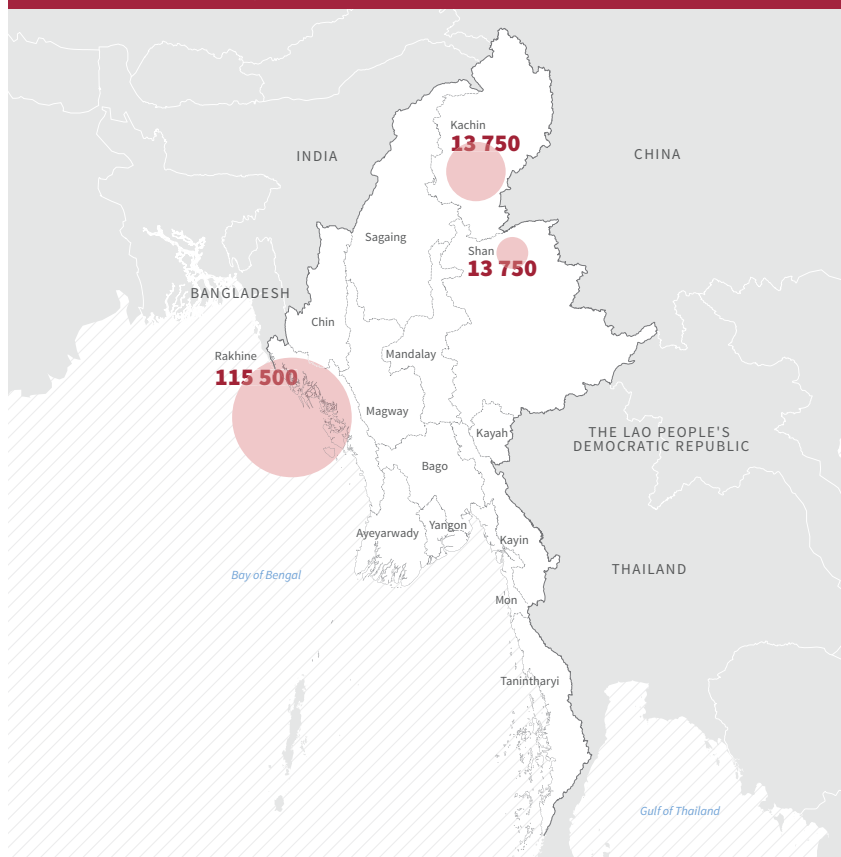 Kachin
13 750
INDIA
CHINA
Sagaing
Shan
13 750
BANGLADESH
Chin
Rakhine
Mandalay
115 500
Magway
Kayah
THE LAO PEOPLE'S
DEMOCRATIC REPUBLIC
Bago
Yangon
Ayeyarwady
Kayin
Bay of Bengal
THAILAND
Mon
Tanintharyi
Gulf of Thailand